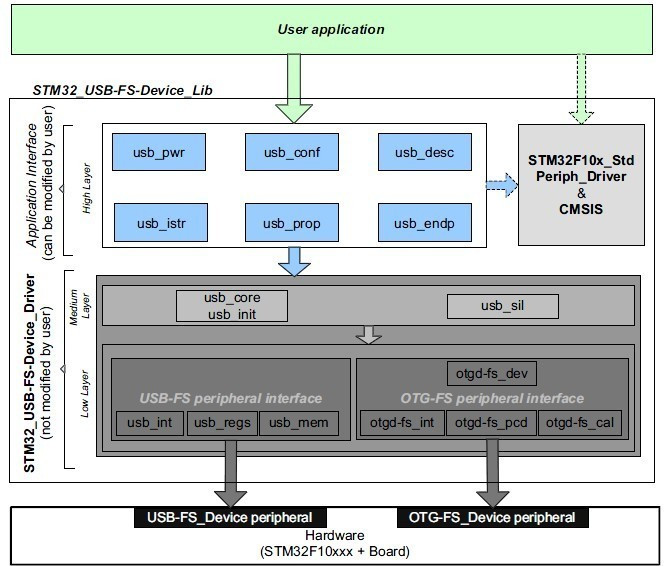 User application
STM32_USB-FS-Device_Lib
Application Interface
(can be modified by user)
High Layer
usb_pwr
usb_conf
usb_desc
usb_istr
usb_prop
usb_endp
STM32F10x_Std
Periph_Driver
&
CMSIS
STM32_USB-FS-Device_Driver
(not modified by user)
Medium
Layer
usb_core
usb_init
usb_sil
Low Layer
USB-FS peripheral interface
usb_int
usb_regs
usb_mem
otgd-fs_dev
OTG-FS peripheral interface
otgd-fs_int
otgd-fs_pcd
otgd-fs_cal
USB-FS_Device peripheral
OTG-FS_Device peripheral
Hardware
(STM32F10xxx + Board)